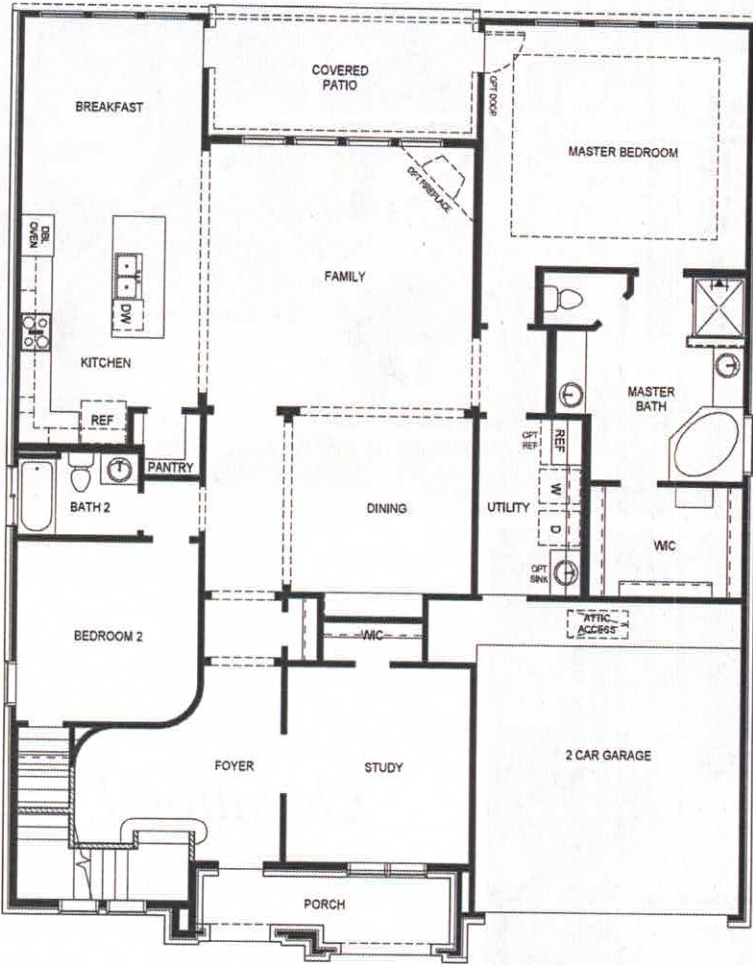 COVERED
PATIO
BREAKFAST
OPT DOOR
MASTER BEDROOM
OPT FIREPLACE
DBL
OVEN
FAMILY
DW
KITCHEN
MASTER
BATH
REF
OPT
REF
REF
PANTRY
W
BATH 2
DINING
UTILITY
D
WIC
OPT
SINK
ATTIC
ACCESS
BEDROOM 2
WIC
2 CAR GARAGE
FOYER
STUDY
PORCH